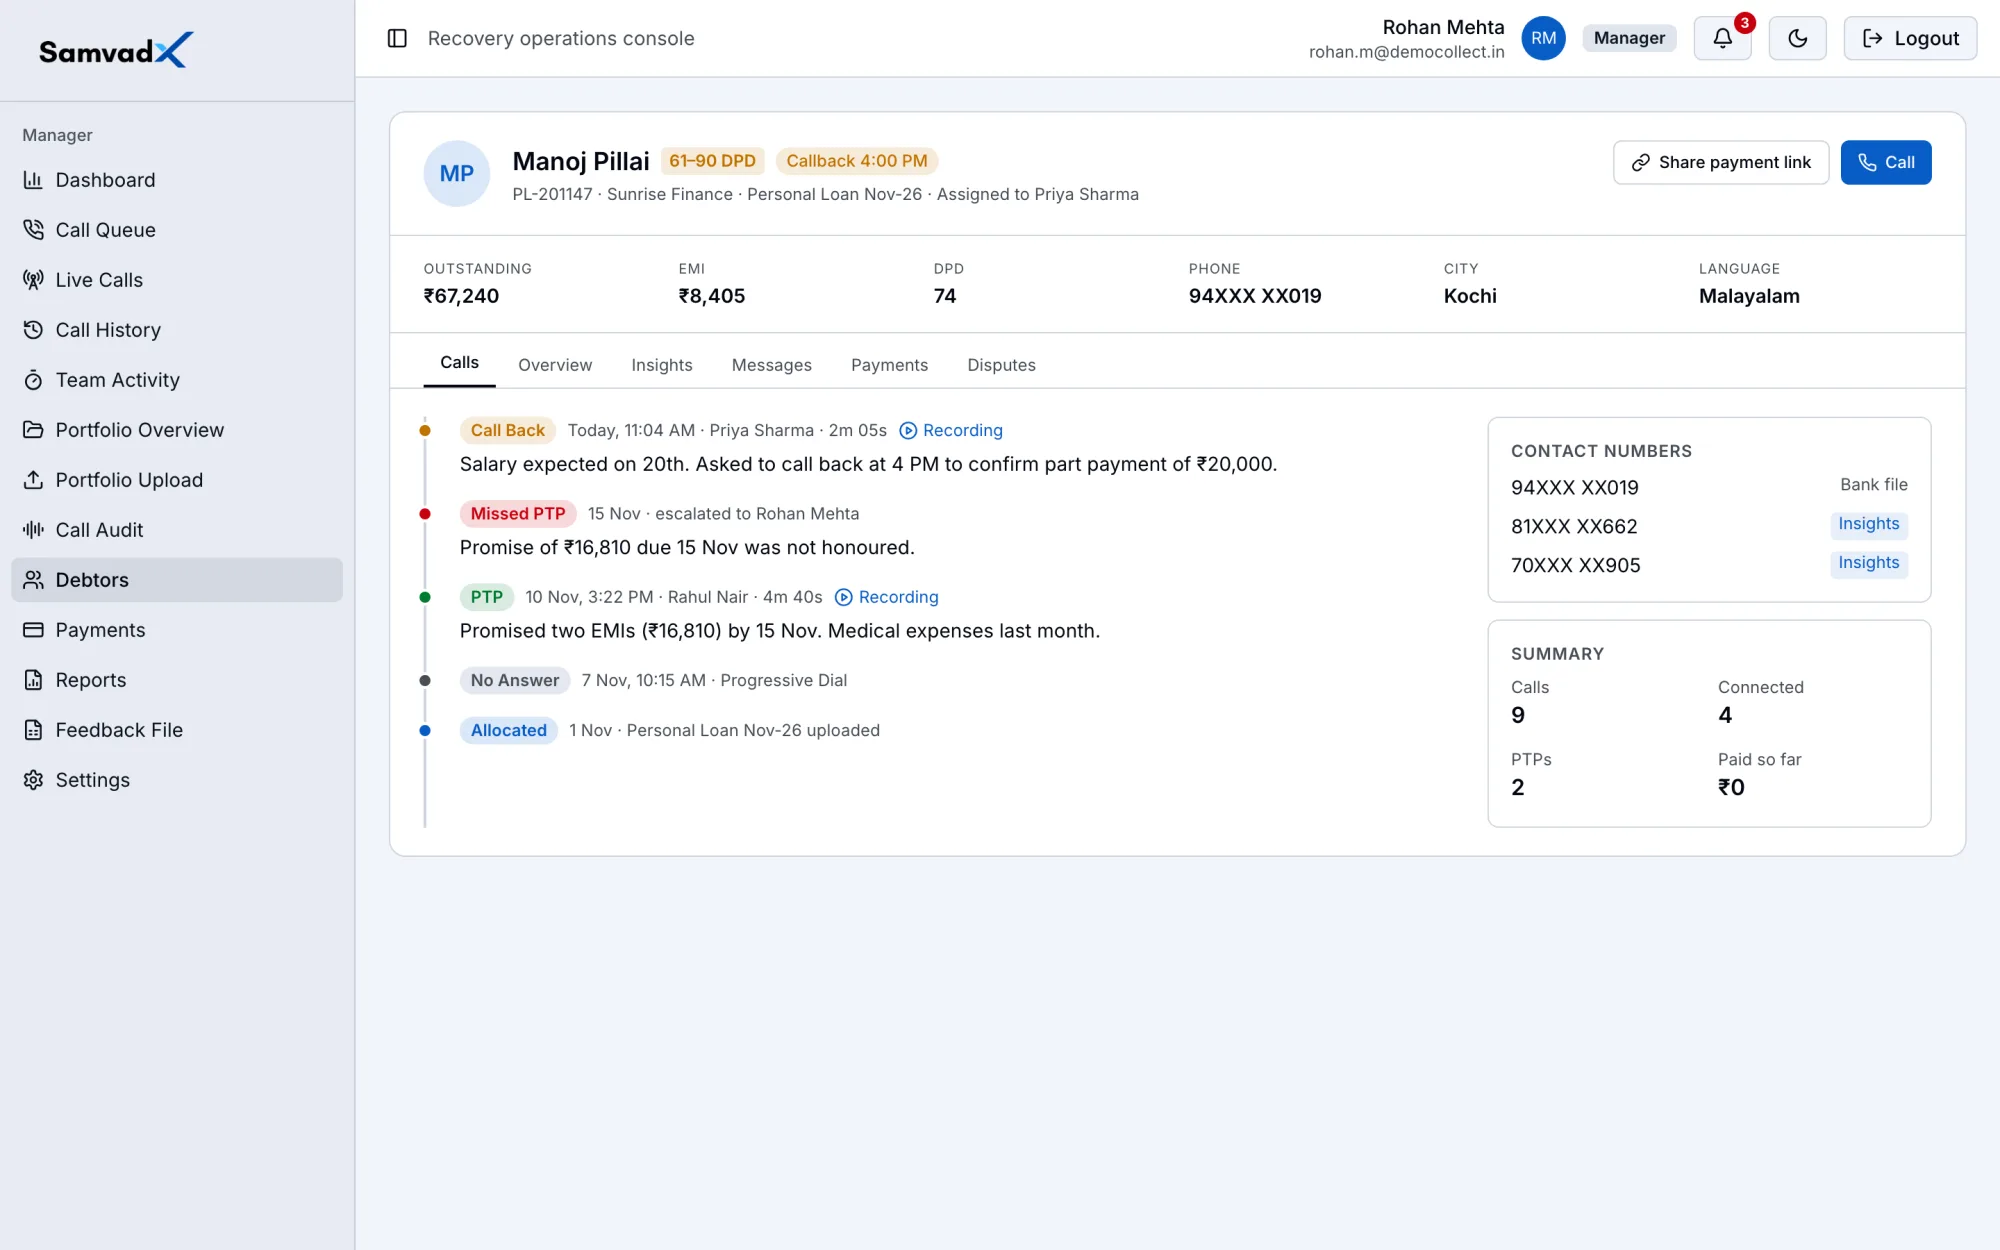 SamvadX
Recovery operations console
Rohan Mehta
rohan.m@democollect.in
RM
Manager
3
Logout
Manager
Dashboard
Call Queue
Live Calls
Call History
Team Activity
Portfolio Overview
Portfolio Upload
Call Audit
Debtors
Payments
Reports
Feedback File
Settings
MP
Manoj Pillai 61–90 DPD Callback 4:00 PM
PL-201147 · Sunrise Finance · Personal Loan Nov-26 · Assigned to Priya Sharma
Share payment link
Call
OUTSTANDING
₹67,240
EMI
₹8,405
DPD
74
PHONE
94XXX XX019
CITY
Kochi
LANGUAGE
Malayalam
Calls Overview Insights Messages Payments Disputes
Call Back Today, 11:04 AM · Priya Sharma · 2m 05s Recording
Salary expected on 20th. Asked to call back at 4 PM to confirm part payment of ₹20,000.
Missed PTP 15 Nov · escalated to Rohan Mehta
Promise of ₹16,810 due 15 Nov was not honoured.
PTP 10 Nov, 3:22 PM · Rahul Nair · 4m 40s Recording
Promised two EMIs (₹16,810) by 15 Nov. Medical expenses last month.
No Answer 7 Nov, 10:15 AM · Progressive Dial
Allocated 1 Nov · Personal Loan Nov-26 uploaded
CONTACT NUMBERS
94XXX XX019 Bank file
81XXX XX662 Insights
70XXX XX905 Insights
SUMMARY
Calls
9
Connected
4
PTPs
2
Paid so far
₹0